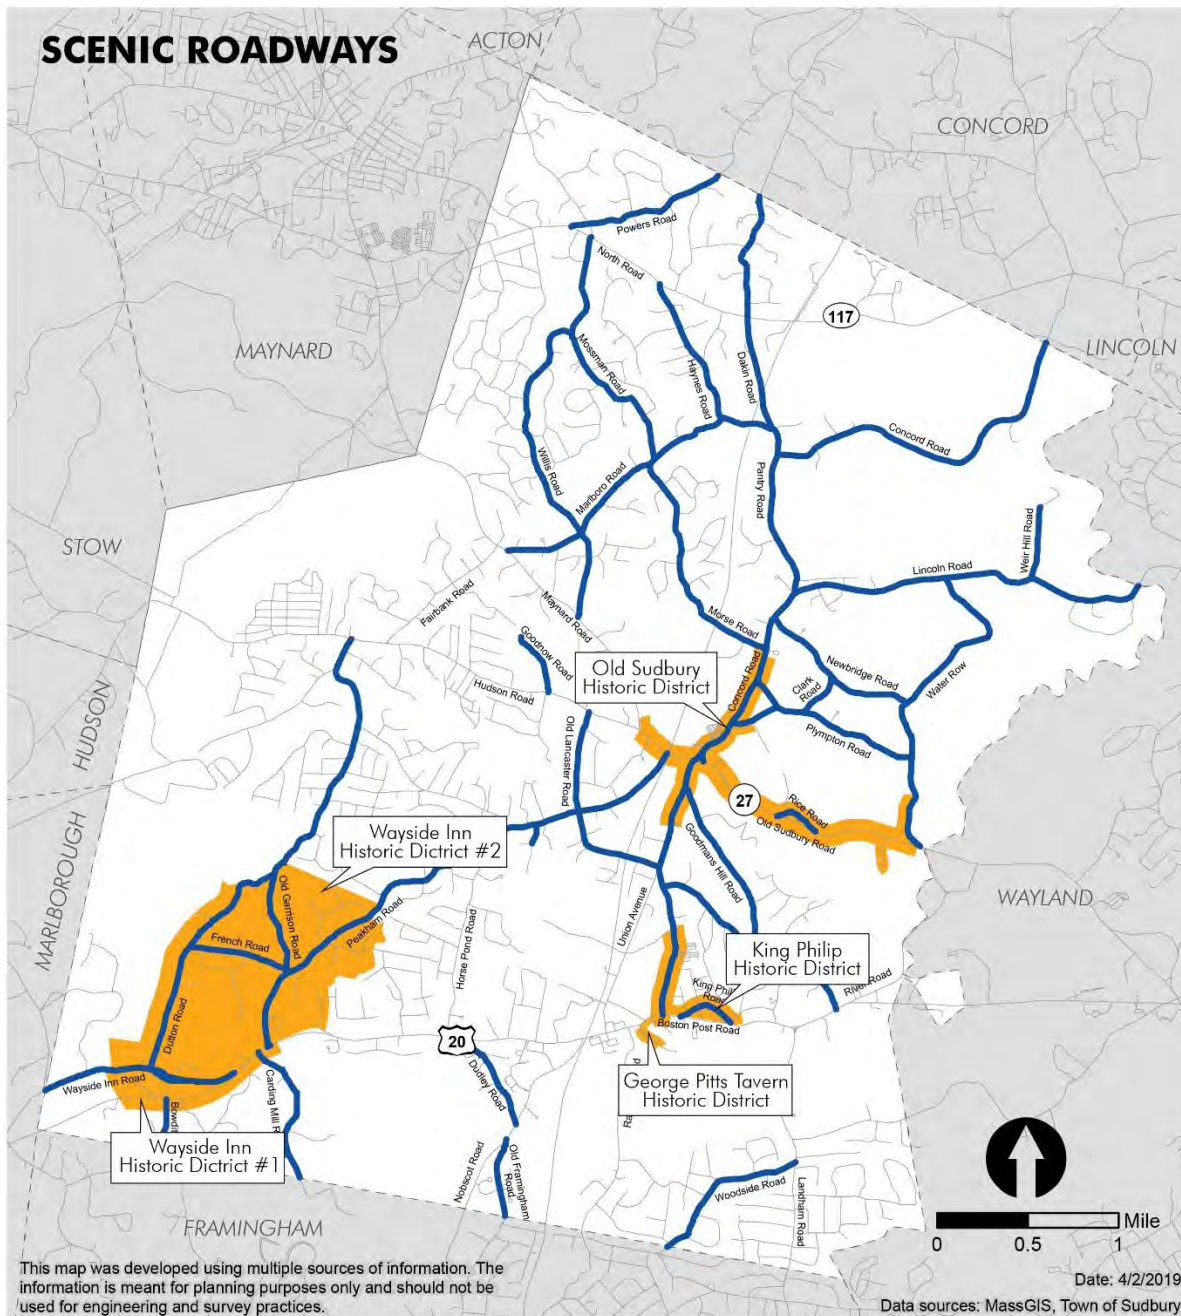 SCENIC ROADWAYS
ACTON
CONCORD
Powers Road
North Road
117
LINCOLN
MAYNARD
Mossman Road
Haynes Road
Dakin Road
Concord Road
Willis Road
Marlboro Road
Pantry Road
Weir Hill Road
STOW
Lincoln Road
Fairbank Road
Maynard Road
Morse Road
Goodnow Road
Old Sudbury
Historic District
Concord Road
Newbridge Road
Clark
Road
Water Row
Hudson Road
HUDSON
Old Lancaster Road
Plympton Road
27
Rice Road
Old Sudbury Road
Wayside Inn
Historic Dictrict #2
Goodmans Hill Road
MARLBOROUGH
WAYLAND
Old Garrison Road
Peakham Road
Union Avenue
French Road
Horse Pond Road
King Philip
Historic District
King Phil
Road
River Road
Dutton Road
Boston Post Road
20
Wayside Inn Road
Dudley Road
Carding Mill R
George Pitts Tavern
Historic District
Wayside Inn
Historic District #1
Nobscot Road
Old Framingham
Road
Woodside Road
Landham Road
FRAMINGHAM
Mile
0 0.5 1
This map was developed using multiple sources of information. The
information is meant for planning purposes only and should not be
used for engineering and survey practices.
Date: 4/2/2019
Data sources: MassGIS, Town of Sudbury